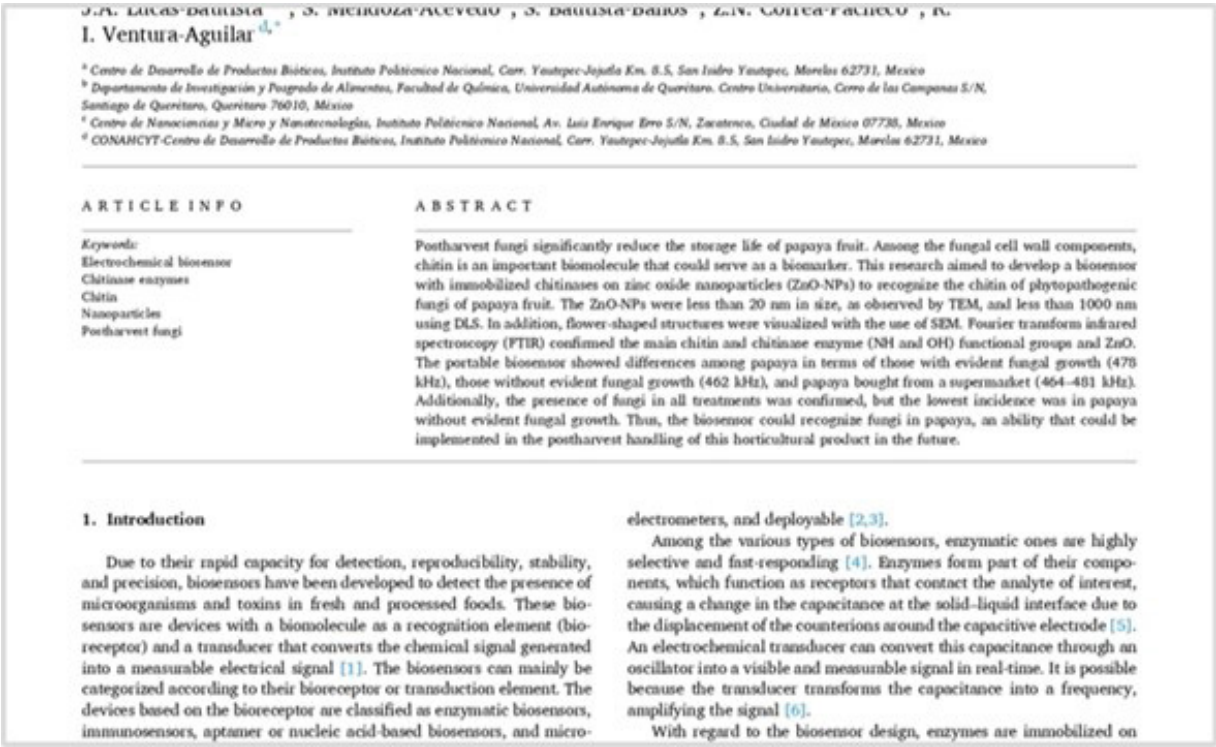 J.A. Lucas-Bautista , S. Mendoza-Acevedo , S. Bautista-Baños , Z.N. Correa-Pacheco , R.
I. Ventura-Aguilar d,*
a Centro de Desarrollo de Productos Bióticos, Instituto Politécnico Nacional, Carr. Yautepec-Jojutla Km. 8.5, San Isidro Yautepec, Morelos 62731, Mexico
b Departamento de Investigación y Posgrado de Alimentos, Facultad de Química, Universidad Autónoma de Querétaro. Centro Universitario, Cerro de las Campanas S/N,
Santiago de Querétaro, Querétaro 76010, México
c Centro de Nanociencias y Micro y Nanotecnologías, Instituto Politécnico Nacional, Av. Luis Enrique Erro S/N, Zacatenco, Ciudad de México 07738, Mexico
d CONAHCYT-Centro de Desarrollo de Productos Bióticos, Instituto Politécnico Nacional, Carr. Yautepec-Jojutla Km. 8.5, San Isidro Yautepec, Morelos 62731, Mexico
ARTICLE INFO
Keywords:
Electrochemical biosensor
Chitinase enzymes
Chitin
Nanoparticles
Postharvest fungi
ABSTRACT
Postharvest fungi significantly reduce the storage life of papaya fruit. Among the fungal cell wall components,
chitin is an important biomolecule that could serve as a biomarker. This research aimed to develop a biosensor
with immobilized chitinases on zinc oxide nanoparticles (ZnO-NPs) to recognize the chitin of phytopathogenic
fungi of papaya fruit. The ZnO-NPs were less than 20 nm in size, as observed by TEM, and less than 1000 nm
using DLS. In addition, flower-shaped structures were visualized with the use of SEM. Fourier transform infrared
spectroscopy (FTIR) confirmed the main chitin and chitinase enzyme (NH and OH) functional groups and ZnO.
The portable biosensor showed differences among papaya in terms of those with evident fungal growth (478
kHz), those without evident fungal growth (462 kHz), and papaya bought from a supermarket (464–481 kHz).
Additionally, the presence of fungi in all treatments was confirmed, but the lowest incidence was in papaya
without evident fungal growth. Thus, the biosensor could recognize fungi in papaya, an ability that could be
implemented in the postharvest handling of this horticultural product in the future.
1. Introduction
Due to their rapid capacity for detection, reproducibility, stability,
and precision, biosensors have been developed to detect the presence of
microorganisms and toxins in fresh and processed foods. These bio-
sensors are devices with a biomolecule as a recognition element (bio-
receptor) and a transducer that converts the chemical signal generated
into a measurable electrical signal [1]. The biosensors can mainly be
categorized according to their bioreceptor or transduction element. The
devices based on the bioreceptor are classified as enzymatic biosensors,
immunosensors, aptamer or nucleic acid-based biosensors, and micro-
electrometers, and deployable [2,3].
Among the various types of biosensors, enzymatic ones are highly
selective and fast-responding [4]. Enzymes form part of their compo-
nents, which function as receptors that contact the analyte of interest,
causing a change in the capacitance at the solid–liquid interface due to
the displacement of the counterions around the capacitive electrode [5].
An electrochemical transducer can convert this capacitance through an
oscillator into a visible and measurable signal in real-time. It is possible
because the transducer transforms the capacitance into a frequency,
amplifying the signal [6].
With regard to the biosensor design, enzymes are immobilized on